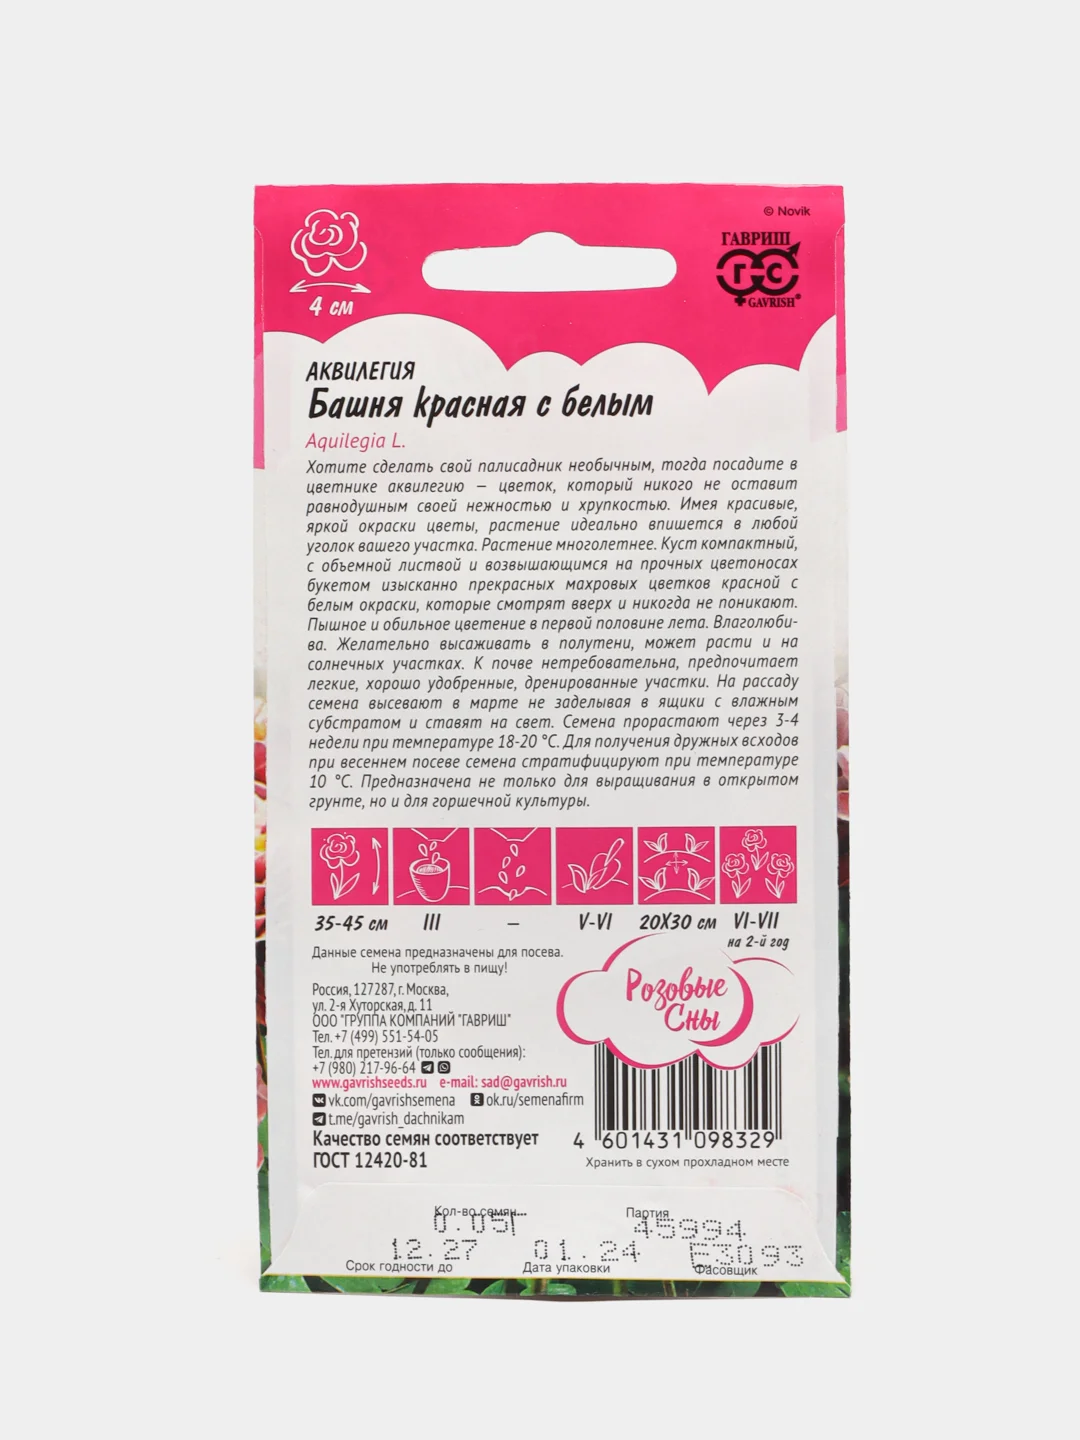 © Novik
ГАВРИШ
ГС
GAVRISH®
4 см
АКВИЛЕГИЯ
Башня красная с белым
Aquilegia L.
Хотите сделать свой палисадник необычным, тогда посадите в
цветнике аквилегию — цветок, который никого не оставит
равнодушным своей нежностью и хрупкостью. Имея красивые,
яркой окраски цветы, растение идеально впишется в любой
уголок вашего участка. Растение многолетнее. Куст компактный,
с объемной листвой и возвышающимся на прочных цветоносах
букетом изысканно прекрасных махровых цветков красной с
белым окраски, которые смотрят вверх и никогда не поникают.
Пышное и обильное цветение в первой половине лета. Влаголюби-
ва. Желательно высаживать в полутени, может расти и на
солнечных участках. К почве нетребовательна, предпочитает
легкие, хорошо удобренные, дренированные участки. На рассаду
семена высевают в марте не заделывая в ящики с влажным
субстратом и ставят на свет. Семена прорастают через 3-4
недели при температуре 18-20 °С. Для получения дружных всходов
при весеннем посеве семена стратифицируют при температуре
10 °С. Предназначена не только для выращивания в открытом
грунте, но и для горшечной культуры.
35-45 см III — V-VI 20Х30 см VI-VII
на 2-й год
Данные семена предназначены для посева.
Не употреблять в пищу!
Россия, 127287, г. Москва,
ул. 2-я Хуторская, д. 11
ООО "ГРУППА КОМПАНИЙ "ГАВРИШ"
Тел. +7 (499) 551-54-05
Тел. для претензий (только сообщения):
+7 (980) 217-96-64
www.gavrishseeds.ru e-mail: sad@gavrish.ru
vk.com/gavrishsemena ok.ru/semenafirm
t.me/gavrish_dachnikam
Качество семян соответствует
ГОСТ 12420-81
Розовые
Сны
4 601431 098329
Хранить в сухом прохладном месте
Кол-во семян... Партия
0.05Г 45994
12.27 01.24 F3093
Срок годности до Дата упаковки Фасовщик